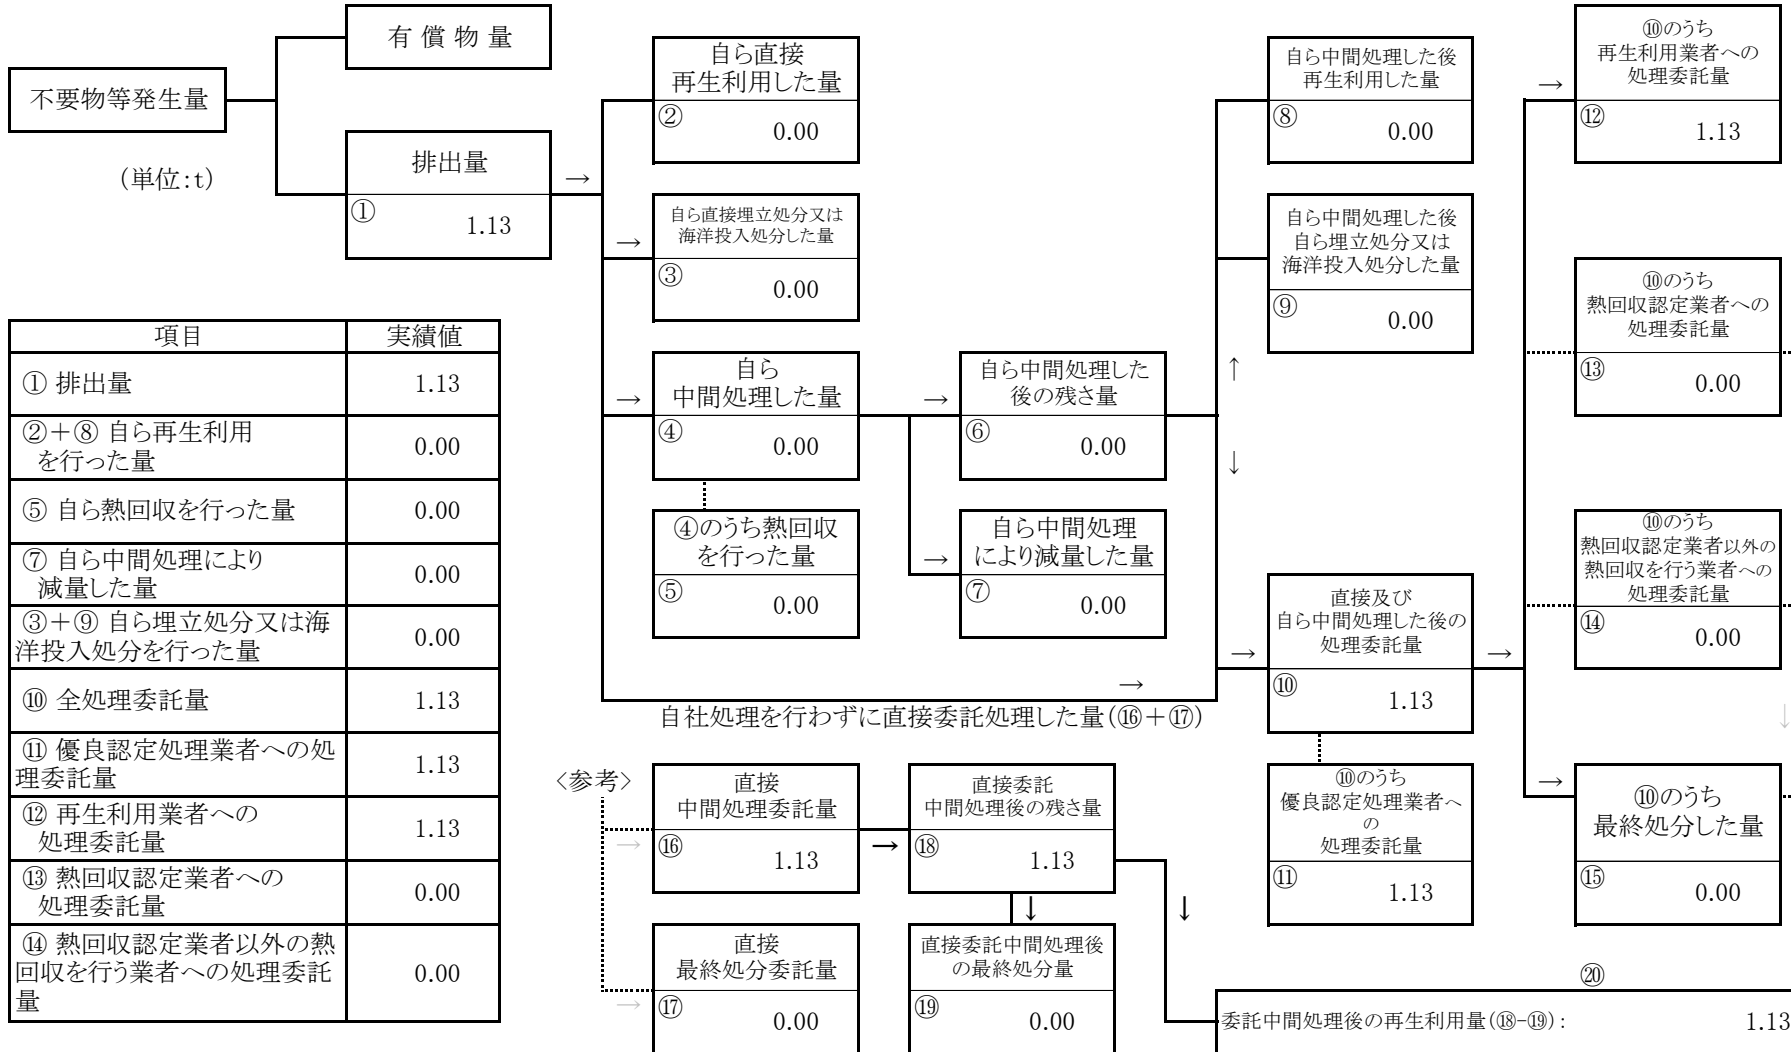 有 償 物 量
不要物等発生量
(単位:t)
排出量
①
1.13
→
自ら直接
再生利用した量
②
0.00
→
自ら直接埋立処分又は
海洋投入処分した量
③
0.00
→
自ら
中間処理した量
④
0.00
④のうち熱回収
を行った量
⑤
0.00
→
自ら中間処理した
後の残さ量
⑥
0.00
→
自ら中間処理
により減量した量
⑦
0.00
↑
↓
自ら中間処理した後
再生利用した量
⑧
0.00
自ら中間処理した後
自ら埋立処分又は
海洋投入処分した量
⑨
0.00
→
自社処理を行わずに直接委託処理した量(⑯+⑰)
→
直接及び
自ら中間処理した後の
処理委託量
⑩
1.13
→
⑩のうち
優良認定処理業者へ
の
処理委託量
⑪
1.13
→
⑩のうち
再生利用業者への
処理委託量
⑫
1.13
⑩のうち
熱回収認定業者への
処理委託量
⑬
0.00
⑩のうち
熱回収認定業者以外の
熱回収を行う業者への
処理委託量
⑭
0.00
↓
→
⑩のうち
最終処分した量
⑮
0.00
項目 実績値
① 排出量 1.13
②+⑧ 自ら再生利用
を行った量 0.00
⑤ 自ら熱回収を行った量 0.00
⑦ 自ら中間処理により
減量した量 0.00
③+⑨ 自ら埋立処分又は海
洋投入処分を行った量 0.00
⑩ 全処理委託量 1.13
⑪ 優良認定処理業者への処
理委託量 1.13
⑫ 再生利用業者への
処理委託量 1.13
⑬ 熱回収認定業者への
処理委託量 0.00
⑭ 熱回収認定業者以外の熱
回収を行う業者への処理委託
量 0.00
<参考>
→
直接
中間処理委託量
⑯
1.13
→
直接委託
中間処理後の残さ量
⑱
1.13
↓
↓
→
直接
最終処分委託量
⑰
0.00
直接委託中間処理後
の最終処分量
⑲
0.00
⑳
委託中間処理後の再生利用量(⑱-⑲): 1.13